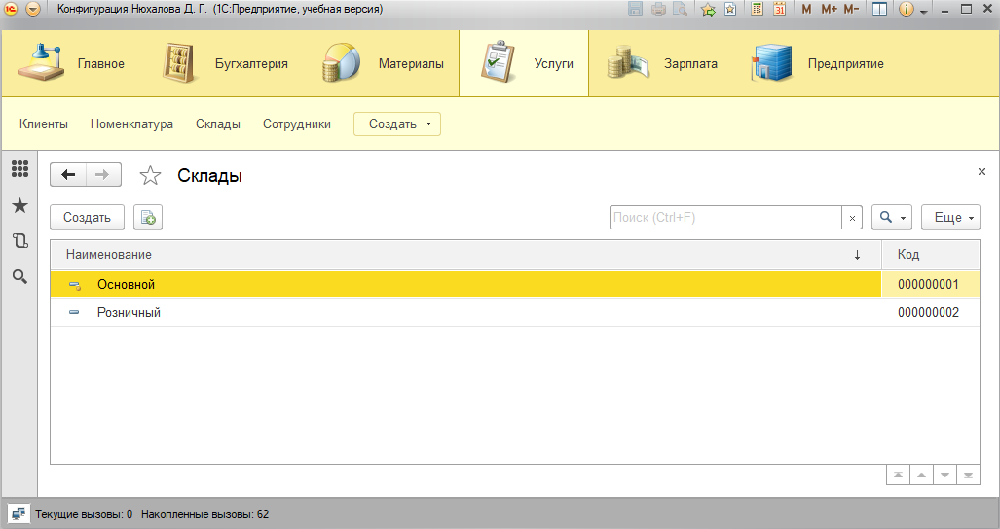 Конфигурация Нюхалова Д. Г. (1С:Предприятие, учебная версия) 31 M M+ M-
Главное Бухгалтерия Материалы Услуги Зарплата Предприятие
Клиенты Номенклатура Склады Сотрудники Создать
Склады
Создать Поиск (Ctrl+F) Еще
Наименование Код
Основной 000000001
Розничный 000000002
Текущие вызовы: 0 Накопленные вызовы: 62